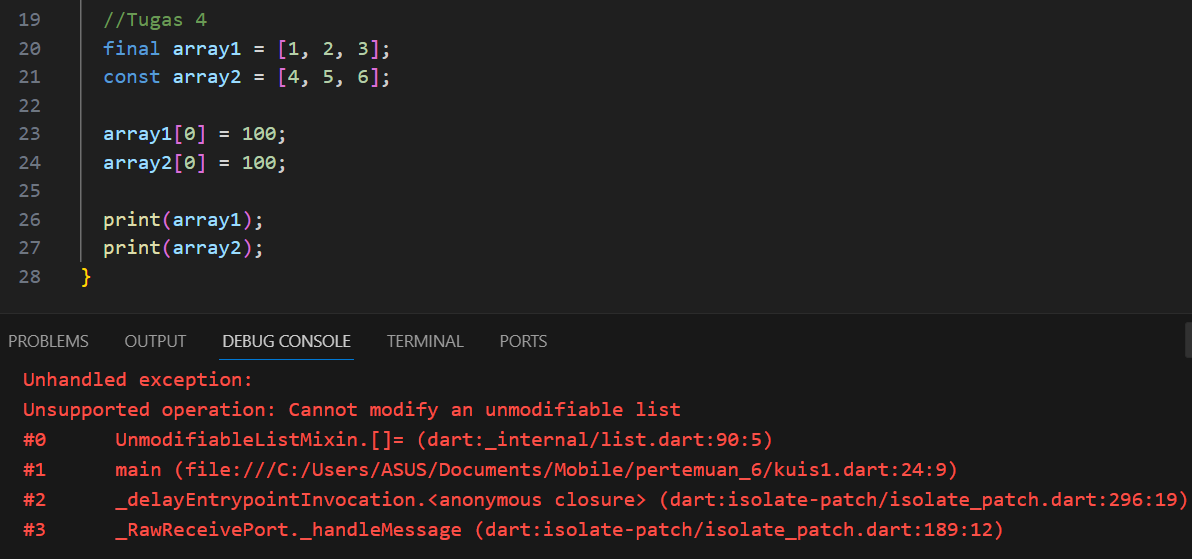 19 //Tugas 4
20 final array1 = [1, 2, 3];
21 const array2 = [4, 5, 6];
22
23 array1[0] = 100;
24 array2[0] = 100;
25
26 print(array1);
27 print(array2);
28 }
PROBLEMS OUTPUT DEBUG CONSOLE TERMINAL PORTS
Unhandled exception:
Unsupported operation: Cannot modify an unmodifiable list
#0 UnmodifiableListMixin.[]= (dart:_internal/list.dart:90:5)
#1 main (file:///C:/Users/ASUS/Documents/Mobile/pertemuan_6/kuis1.dart:24:9)
#2 _delayEntrypointInvocation.<anonymous closure> (dart:isolate-patch/isolate_patch.dart:296:19)
#3 _RawReceivePort._handleMessage (dart:isolate-patch/isolate_patch.dart:189:12)